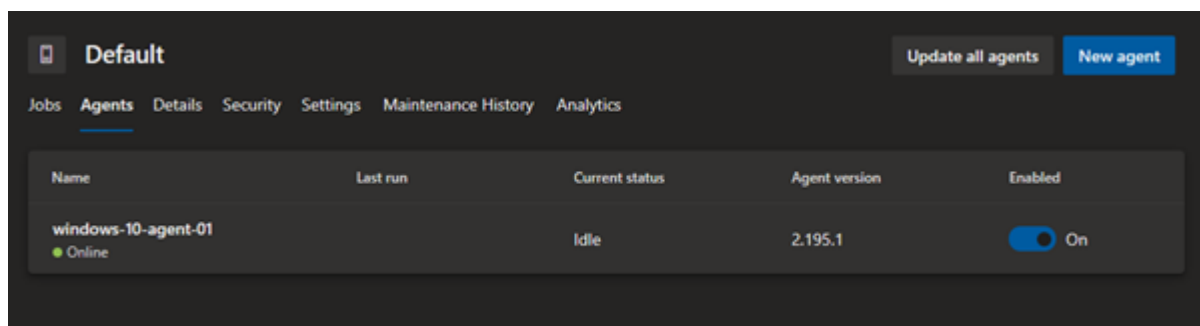 Default
Update all agents
New agent
Jobs Agents Details Security Settings Maintenance History Analytics
Name Last run Current status Agent version Enabled
windows-10-agent-01
Idle 2.195.1 On
Online